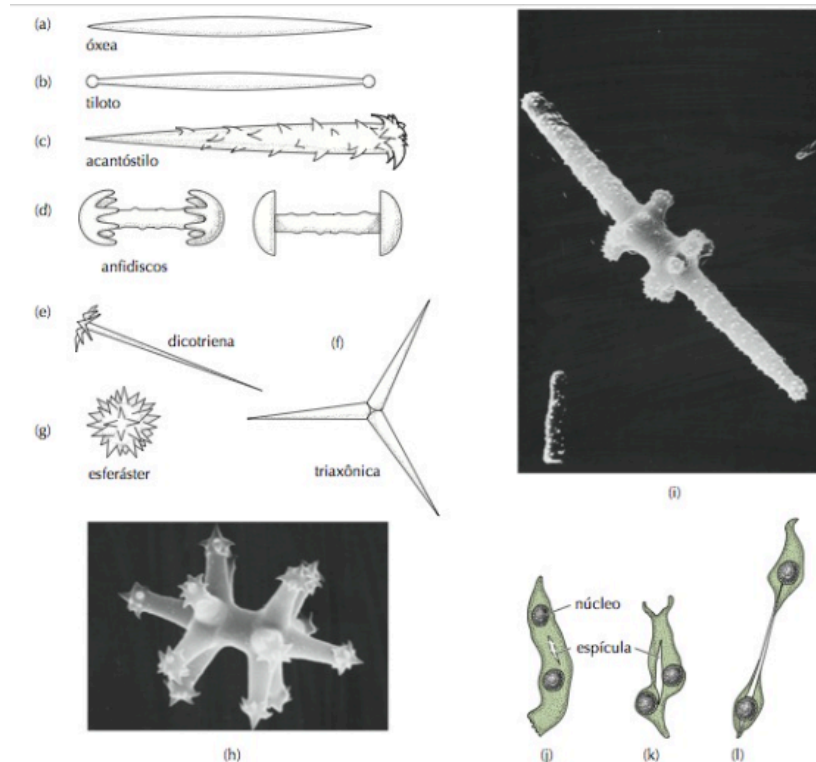 (a)
óxea
(b)
tiloto
(c)
acantóstilo
(d)
anfidiscos
(e)
dicotriena
(f)
(g)
esferáster
triaxônica
(i)
núcleo
espícula
(h)
(j)
(k)
(l)